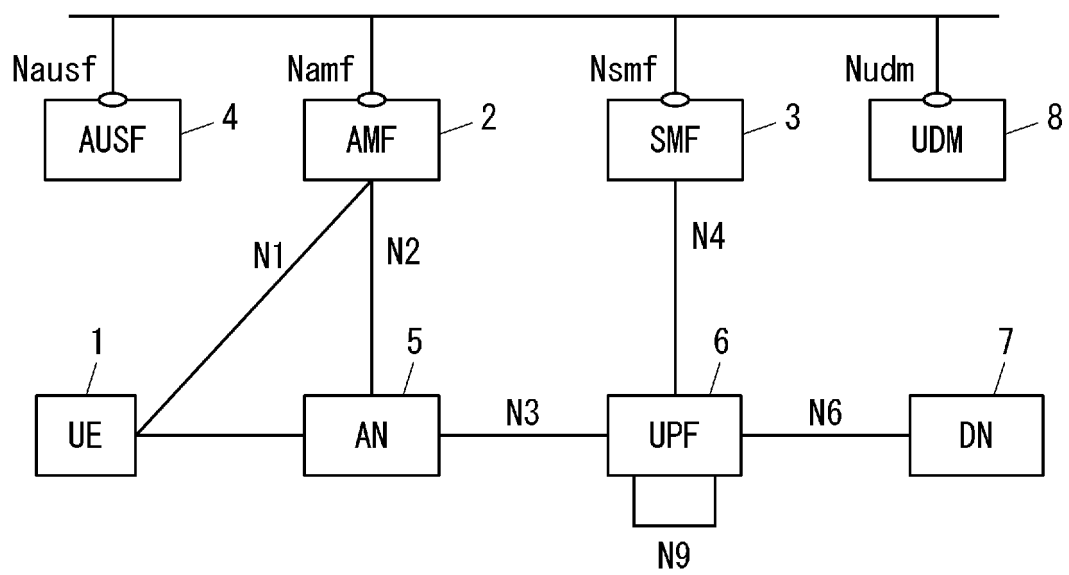 Nausf
Namf
Nsmf
Nudm
AUSF
4
AMF
2
SMF
3
UDM
8
N1
N2
N4
1
5
6
7
UE
AN
N3
UPF
N6
DN
N9